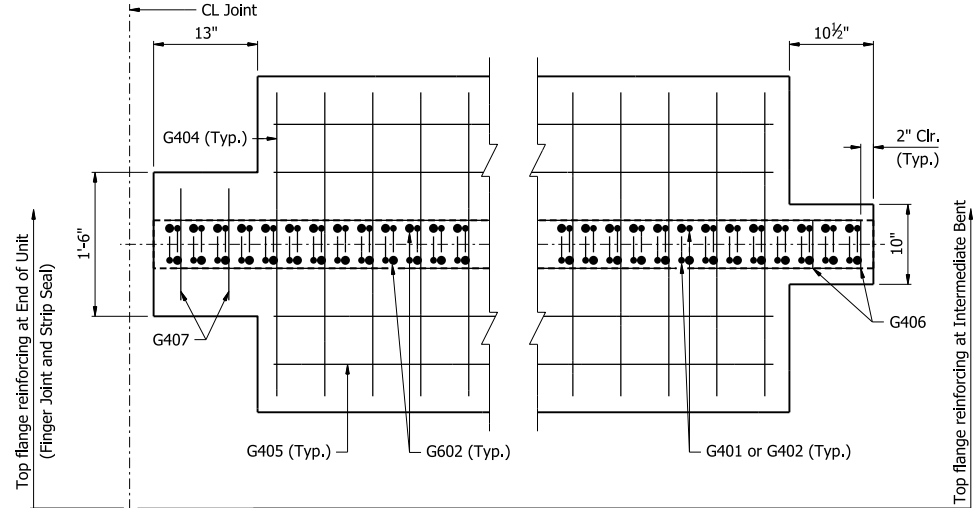 CL Joint
13"
10½"
G404 (Typ.)
2" Clr.
(Typ.)
1'-6"
10"
G407
G406
G405 (Typ.)
G602 (Typ.)
G401 or G402 (Typ.)
Top flange reinforcing at End of Unit
(Finger Joint and Strip Seal)
Top flange reinforcing at Intermediate Bent